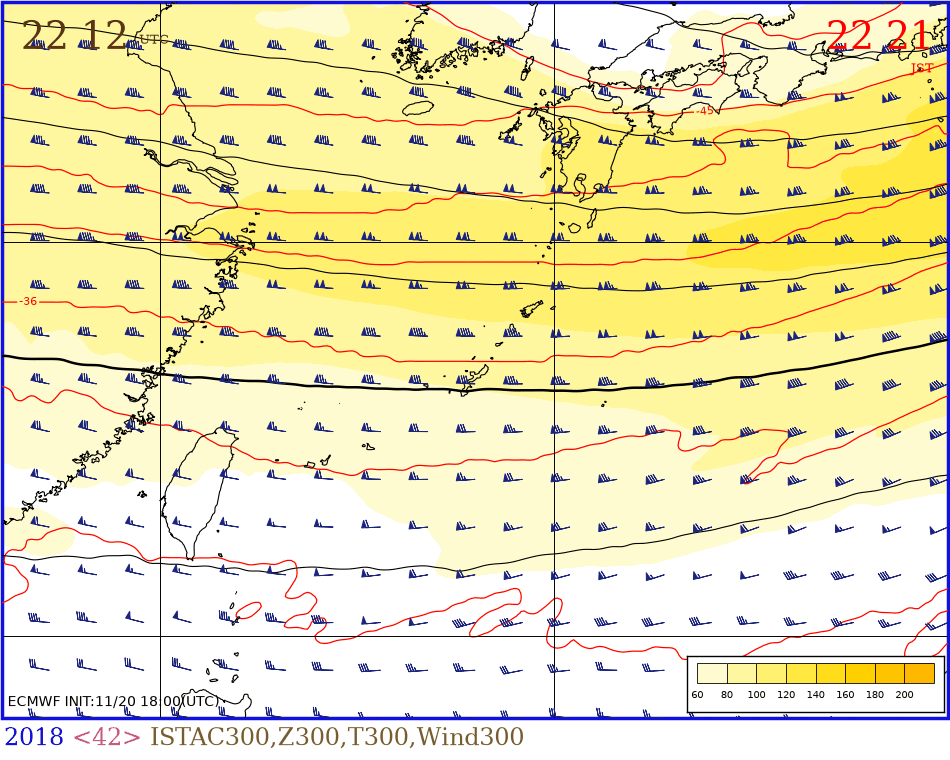 22 12 UTC
22 21
JST
-45
-36
60 80 100 120 140 160 180 200
ECMWF INIT:11/20 18:00(UTC)
2018 <42> ISTAC300,Z300,T300,Wind300